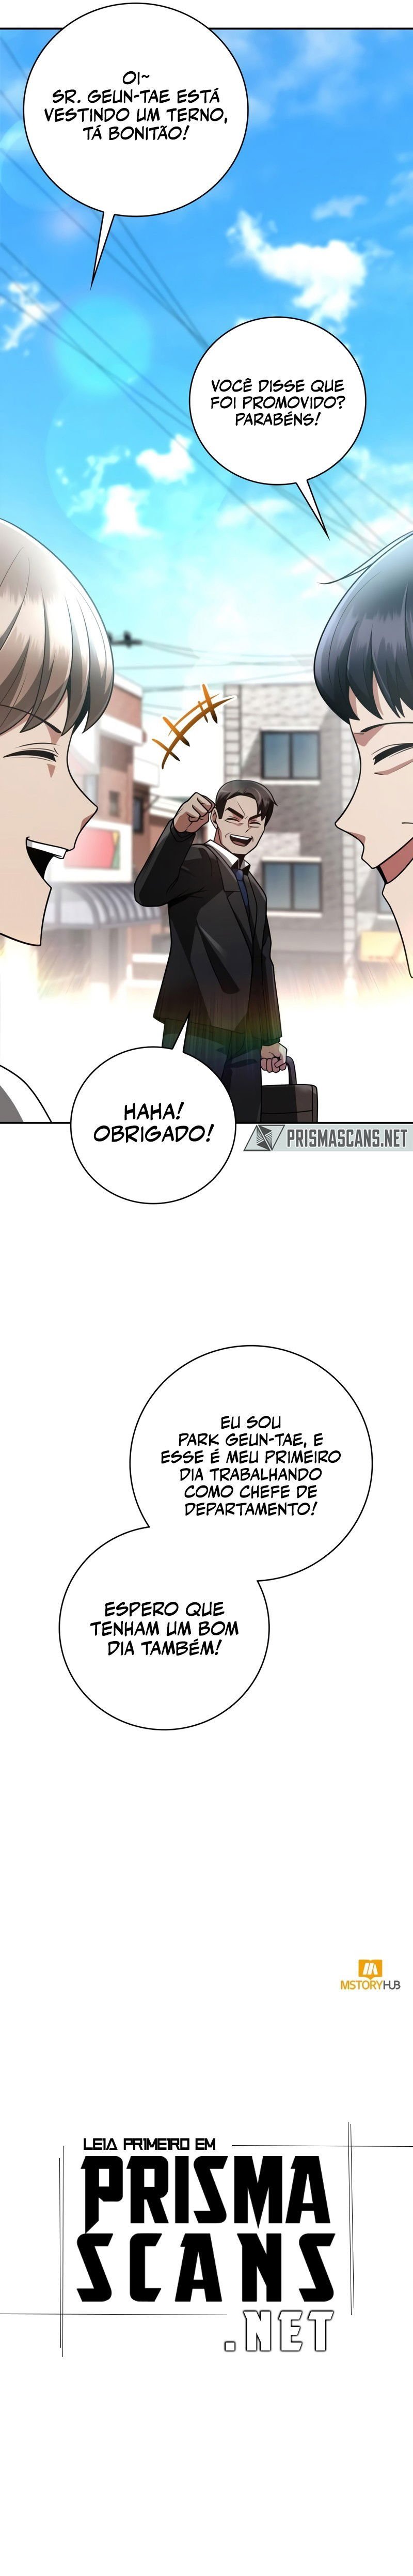 OI~
SR. GEUN-TAE ESTÁ
VESTINDO UM TERNO,
TÁ BONITÃO!
VOCÊ DISSE QUE
FOI PROMOVIDO?
PARABÉNS!
HAHA!
OBRIGADO!
PRISMASCANS.NET
EU SOU
PARK GEUN-TAE, E
ESSE É MEU PRIMEIRO
DIA TRABALHANDO
COMO CHEFE DE
DEPARTAMENTO!
ESPERO QUE
TENHAM UM BOM
DIA TAMBÉM!
MSTORYHUB
LEIA PRIMEIRO EM
PRISMA
SCANS
.NET